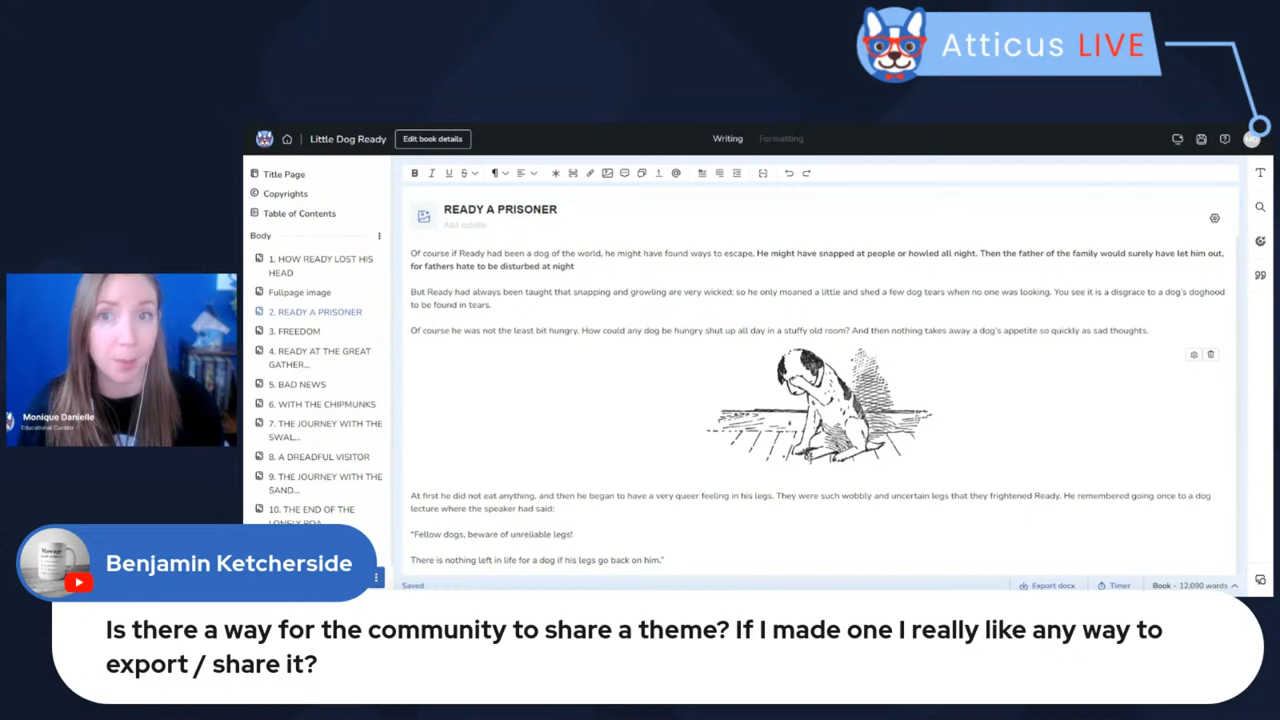 Atticus LIVE
Little Dog Ready
Edit book details
Writing
Formatting
Title Page
Copyrights
Table of Contents
Body
1. HOW READY LOST HIS
HEAD
Fullpage image
2. READY A PRISONER
3. FREEDOM
4. READY AT THE GREAT
GATHER...
5. BAD NEWS
6. WITH THE CHIPMUNKS
7. THE JOURNEY WITH THE
SWAL...
8. A DREADFUL VISITOR
9. THE JOURNEY WITH THE
SAND...
10. THE END OF THE
LONELY ROA...
READY A PRISONER
Add subtitle
Of course if Ready had been a dog of the world, he might have found ways to escape. He might have snapped at people or howled all night. Then the father of the family would surely have let him out,
for fathers hate to be disturbed at night
But Ready had always been taught that snapping and growling are very wicked; so he only moaned a little and shed a few dog tears when no one was looking. You see it is a disgrace to a dog's doghood
to be found in tears.
Of course he was not the least bit hungry. How could any dog be hungry shut up all day in a stuffy old room? And then nothing takes away a dog's appetite so quickly as sad thoughts.
At first he did not eat anything, and then he began to have a very queer feeling in his legs. They were such wobbly and uncertain legs that they frightened Ready. He remembered going once to a dog
lecture where the speaker had said:
"Fellow dogs, beware of unreliable legs!
There is nothing left in life for a dog if his legs go back on him."
Saved
Export docx
Timer
Book - 12,090 words
Monique Danielle
Educational Curator
Benjamin Ketcherside
Is there a way for the community to share a theme? If I made one I really like any way to
export / share it?